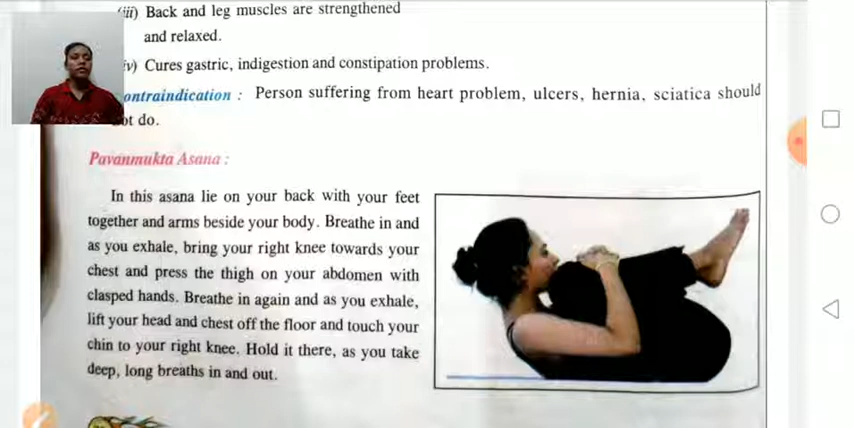 (iii) Back and leg muscles are strengthened
and relaxed.
iv) Cures gastric, indigestion and constipation problems.
ontraindication : Person suffering from heart problem, ulcers, hernia, sciatica should
ot do.
Pavanmukta Asana :
In this asana lie on your back with your feet
together and arms beside your body. Breathe in and
as you exhale, bring your right knee towards your
chest and press the thigh on your abdomen with
clasped hands. Breathe in again and as you exhale,
lift your head and chest off the floor and touch your
chin to your right knee. Hold it there, as you take
deep, long breaths in and out.